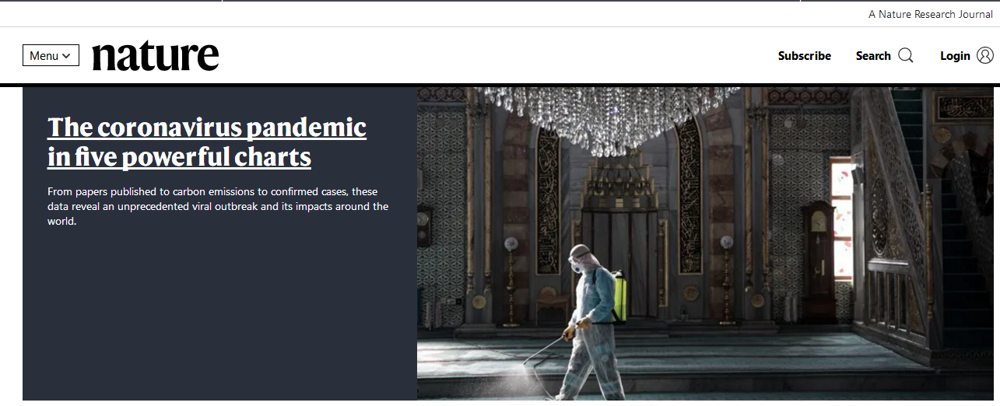 A Nature Research Journal
Menu
nature
Subscribe
Search
Login
The coronavirus pandemic
in five powerful charts
From papers published to carbon emissions to confirmed cases, these
data reveal an unprecedented viral outbreak and its impacts around the
world.